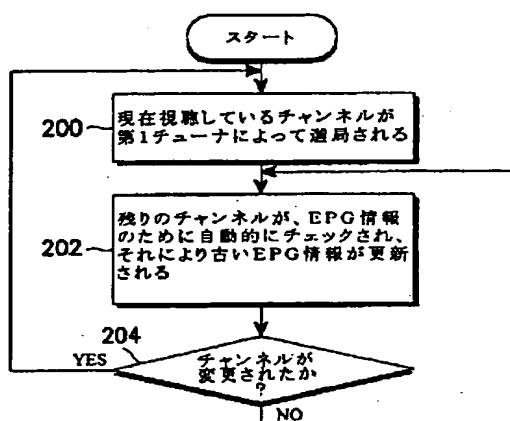 スタート
200
現在視聴しているチャンネルが
第1チューナによって選局される
202
残りのチャンネルが、EPG情報
のために自動的にチェックされ、
それにより古いEPG情報が更新
される
204
YES
チャンネルが
変更されたか
?
NO